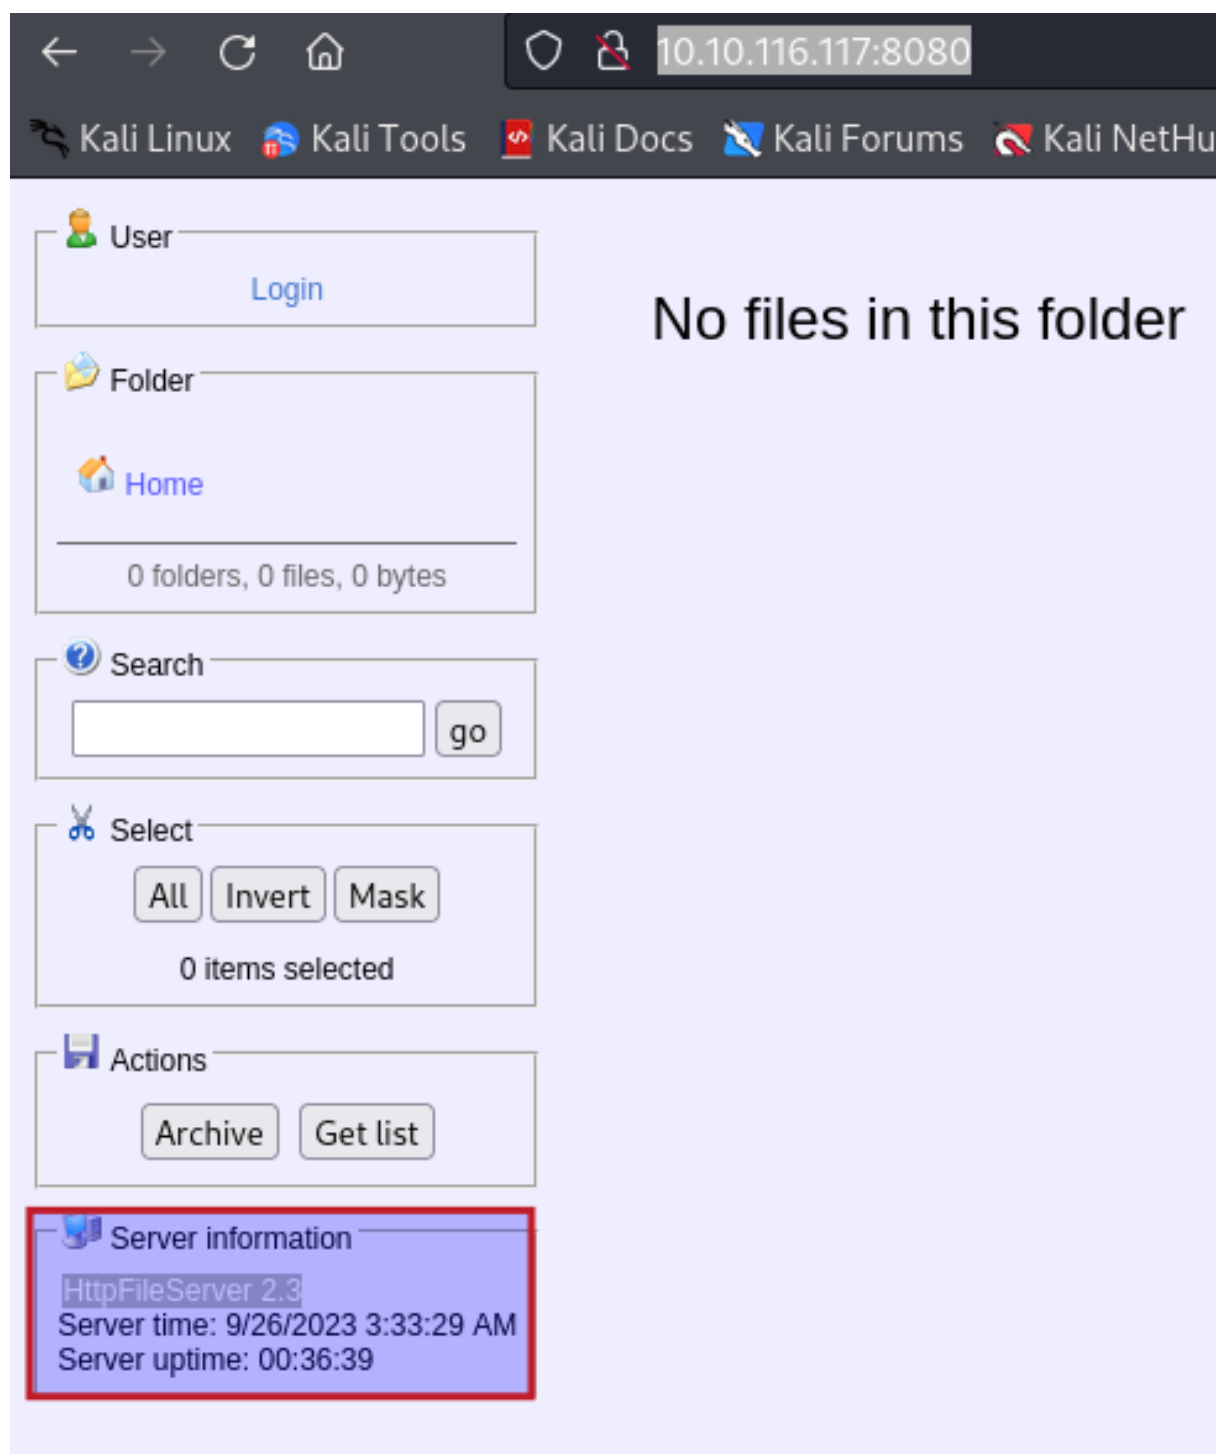 10.10.116.117:8080
Kali Linux Kali Tools Kali Docs Kali Forums Kali NetHu
User
Login
No files in this folder
Folder
Home
0 folders, 0 files, 0 bytes
Search
go
Select
All Invert Mask
0 items selected
Actions
Archive Get list
Server information
HttpFileServer 2.3
Server time: 9/26/2023 3:33:29 AM
Server uptime: 00:36:39